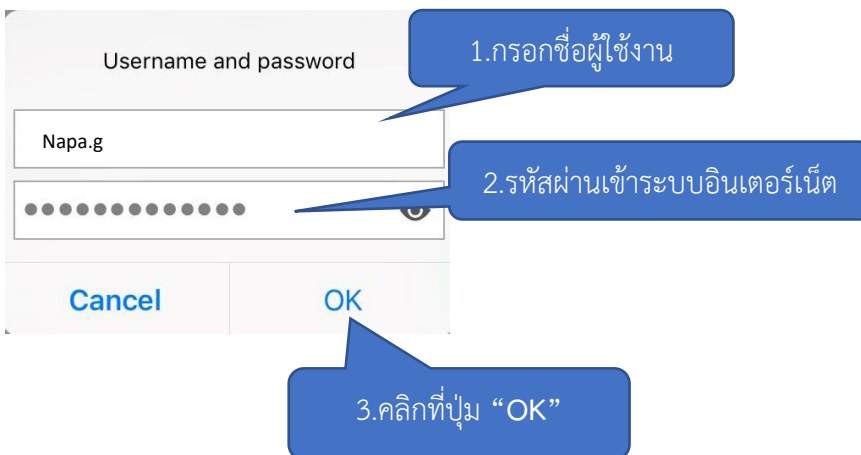 Username and password
1.กรอกชื่อผู้ใช้งาน
Napa.g
2.รหัสผ่านเข้าระบบอินเตอร์เน็ต
●●●●●●●●●●●●●
Cancel
OK
3.คลิกที่ปุ่ม “OK”